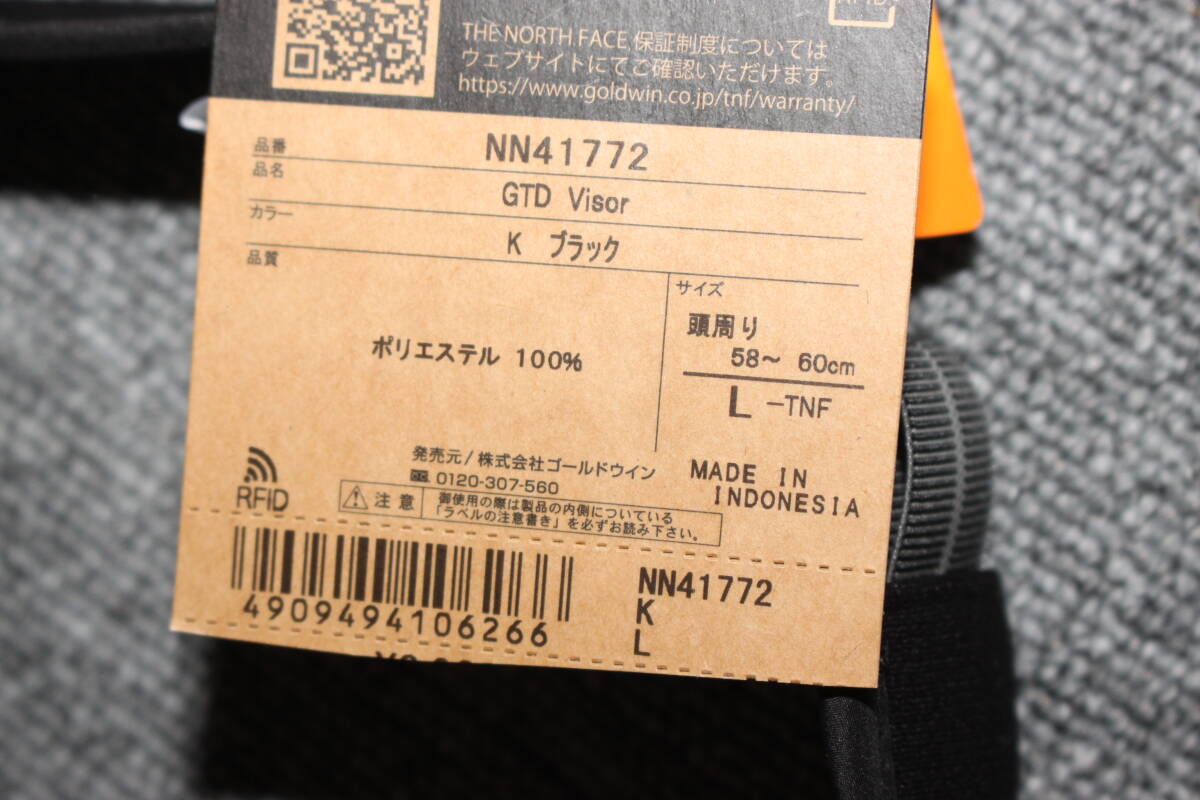 THE NORTH FACE 保証制度については
ウェブサイトにてご確認いただけます。
https://www.goldwin.co.jp/tnf/warranty/
品番 NN41772
品名 GTD Visor
カラー K ブラック
品質
ポリエステル 100%
サイズ
頭周り
58～ 60cm
L -TNF
発売元/株式会社ゴールドウイン
0120-307-560
MADE IN
INDONESIA
RFID
注意 御使用の際は製品の内側についている
「ラベルの注意書き」を必ずお読み下さい。
4909494106266
NN41772
K
L